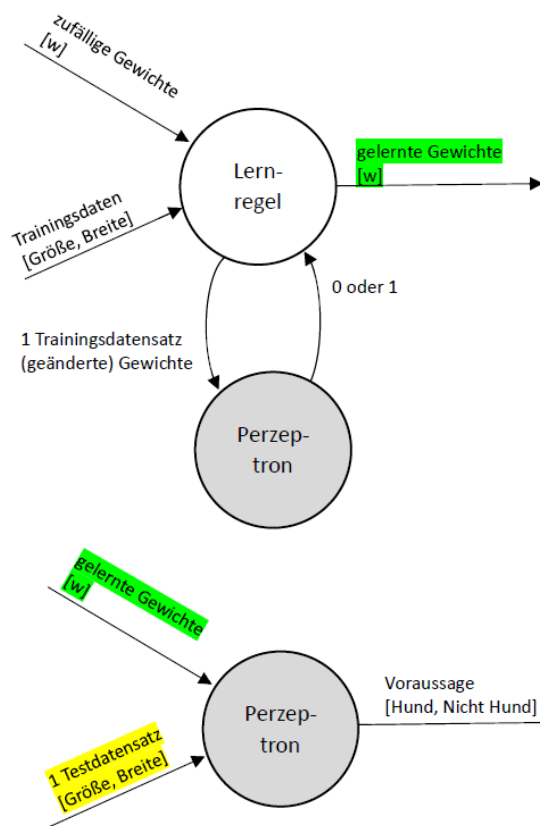 zufällige Gewichte
[w]
Lern-
regel
gelernte Gewichte
[w]
Trainingsdaten
[Größe, Breite]
0 oder 1
1 Trainingsdatensatz
(geänderte) Gewichte
Perzep-
tron
gelernte Gewichte
[w]
Perzep-
tron
Voraussage
[Hund, Nicht Hund]
1 Testdatensatz
[Größe, Breite]